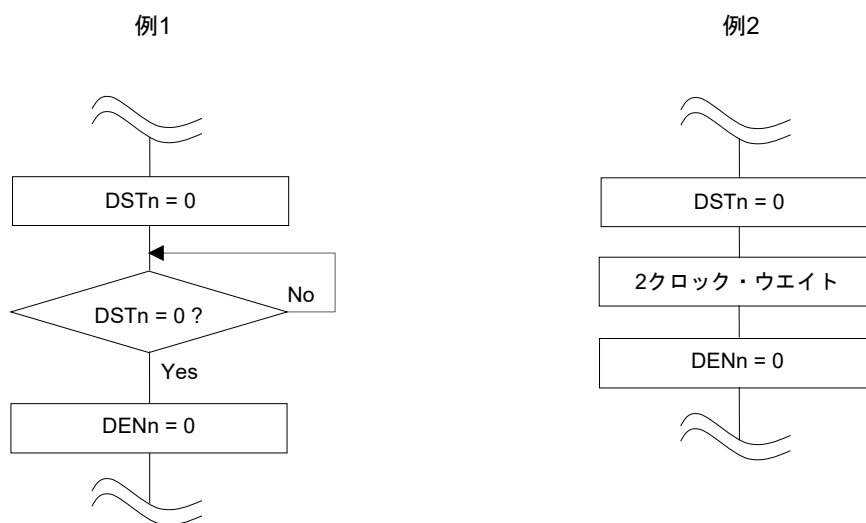 例1
DSTn = 0
DSTn = 0 ?
No
Yes
DENn = 0
例2
DSTn = 0
2クロック・ウエイト
DENn = 0